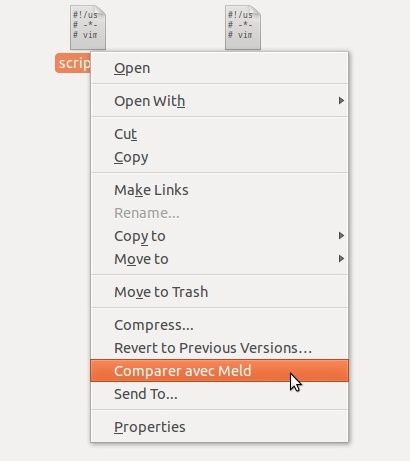 #!/us #!/us
# -*- # -*-
# vim # vim
scrip
Open
Open With
Cut
Copy
Make Links
Rename...
Copy to
Move to
Move to Trash
Compress...
Revert to Previous Versions...
Comparer avec Meld
Send To...
Properties